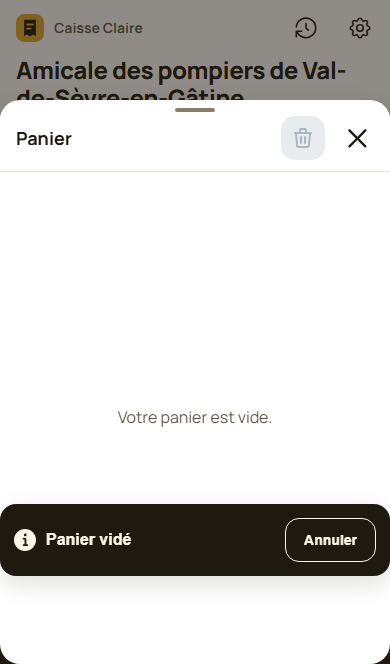 Caisse Claire
Amicale des pompiers de Val-
de-Sèvre-en-Gâtine
Panier
Votre panier est vide.
Panier vidé
Annuler